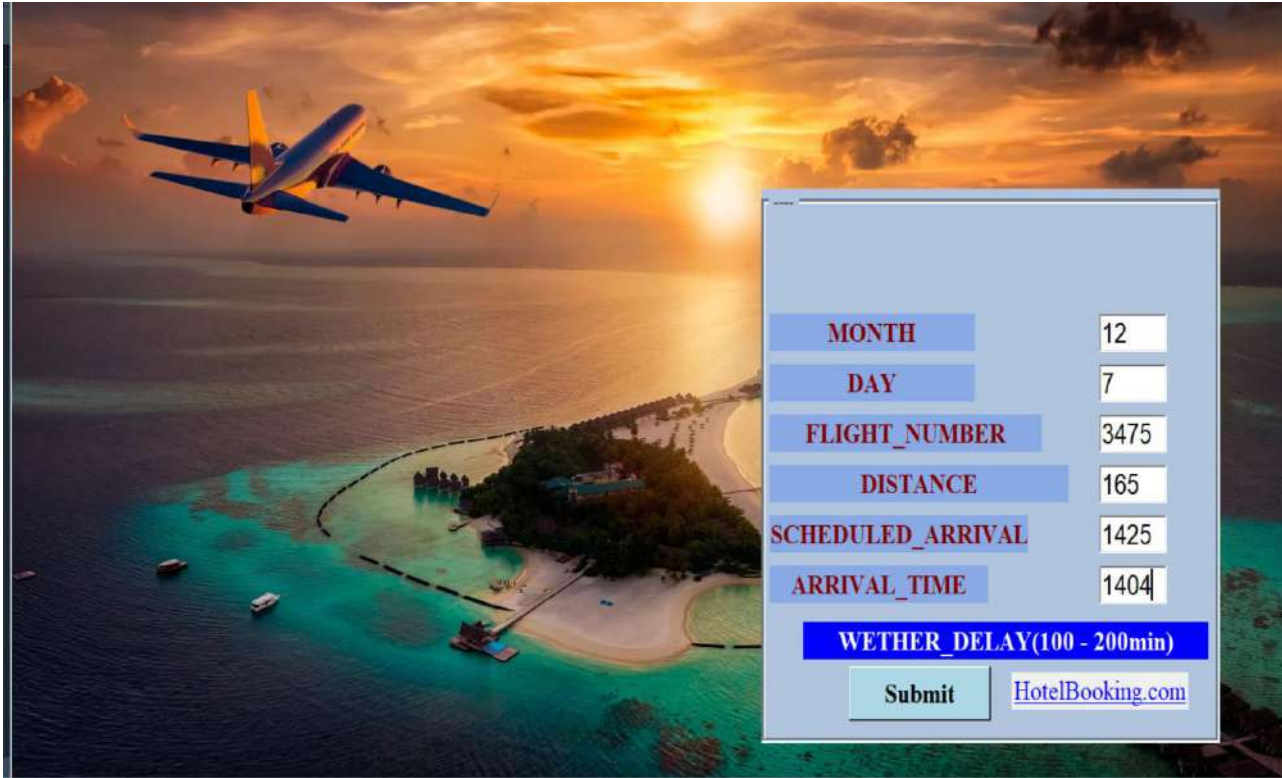 MONTH 12
DAY 7
FLIGHT_NUMBER 3475
DISTANCE 165
SCHEDULED_ARRIVAL 1425
ARRIVAL_TIME 1404
WETHER_DELAY(100 - 200min)
Submit HotelBooking.com